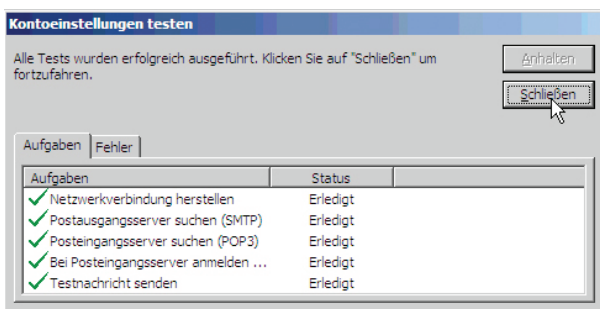 Kontoeinstellungen testen
Alle Tests wurden erfolgreich ausgeführt. Klicken Sie auf "Schließen" um
fortzufahren.
Anhalten
Schließen
Aufgaben Fehler
Aufgaben Status
Netzwerkverbindung herstellen Erledigt
Postausgangsserver suchen (SMTP) Erledigt
Posteingangsserver suchen (POP3) Erledigt
Bei Posteingangsserver anmelden ... Erledigt
Testnachricht senden Erledigt